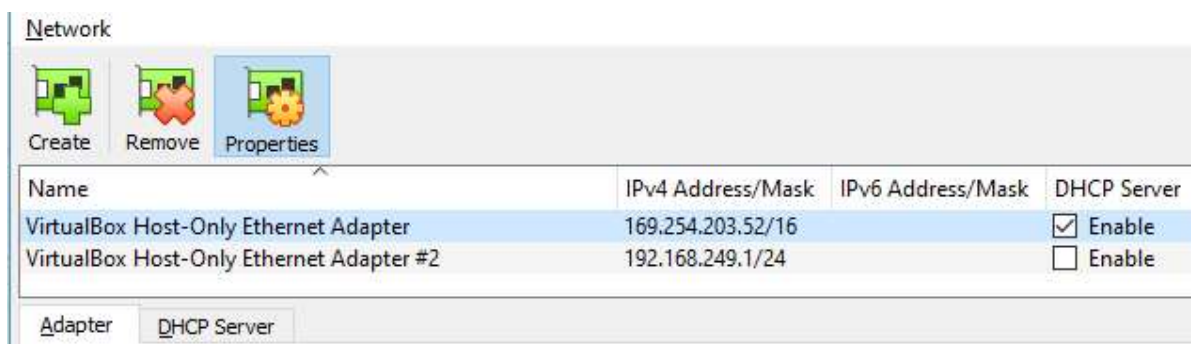 Network
Create Remove Properties
Name IPv4 Address/Mask IPv6 Address/Mask DHCP Server
VirtualBox Host-Only Ethernet Adapter 169.254.203.52/16 Enable
VirtualBox Host-Only Ethernet Adapter #2 192.168.249.1/24 Enable
Adapter DHCP Server